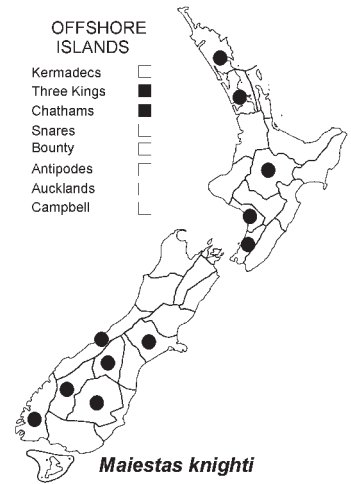 OFFSHORE
ISLANDS
Kermadecs
Three Kings
Chathams
Snares
Bounty
Antipodes
Aucklands
Campbell
Maiestas knighti